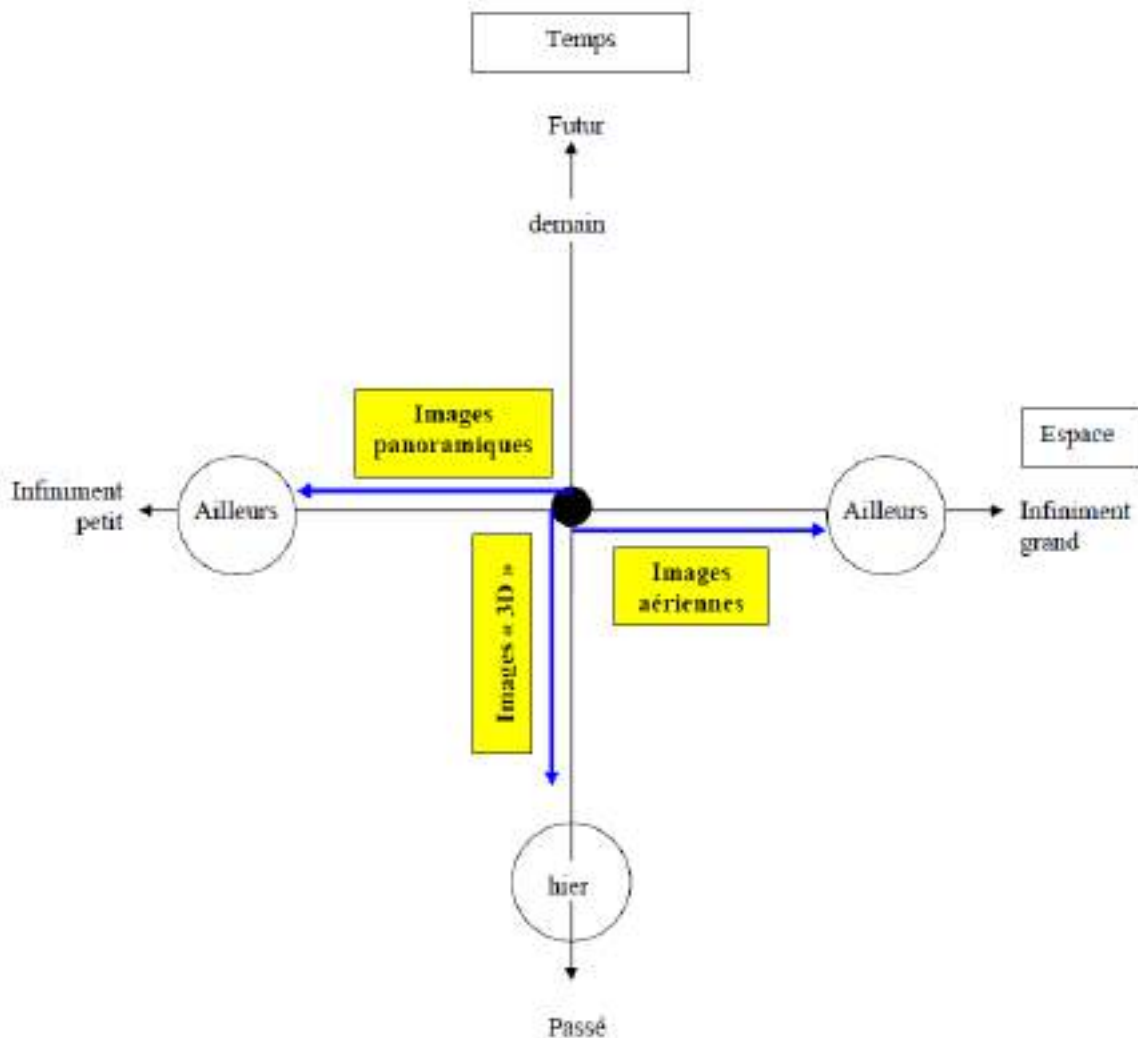 Temps
Futur
demain
Images
panoramiques
Espace
Infiniment
petit
Ailleurs
Ailleurs
Infiniment
grand
Images « 3D »
Images
aériennes
hier
Passé